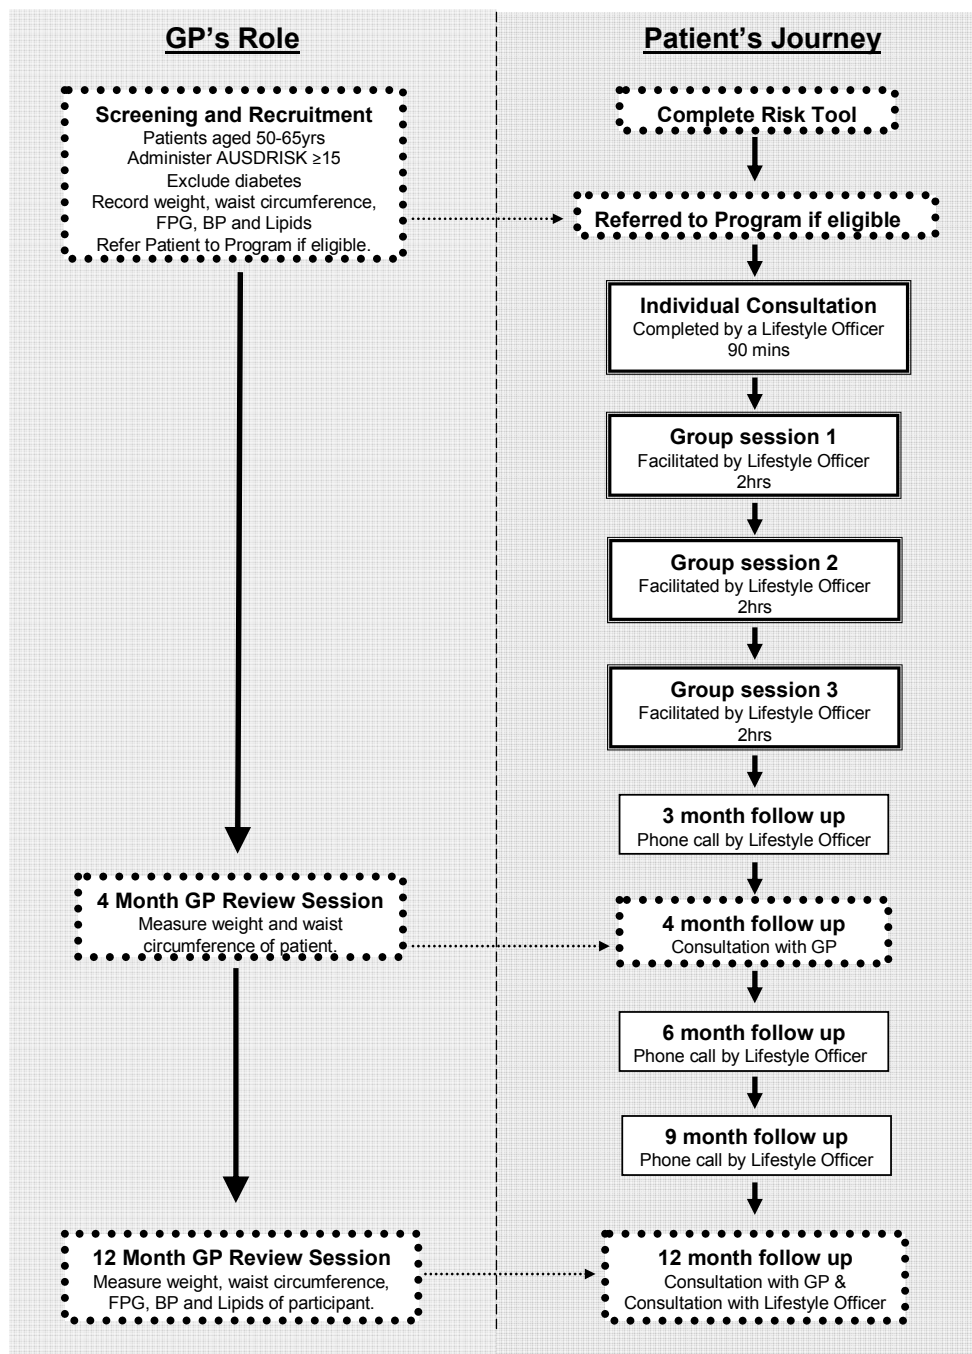 GP's Role
Screening and Recruitment
Patients aged 50-65yrs
Administer AUSDRISK ≥15
Exclude diabetes
Record weight, waist circumference,
FPG, BP and Lipids
Refer Patient to Program if eligible.
4 Month GP Review Session
Measure weight and waist
circumference of patient.
12 Month GP Review Session
Measure weight, waist circumference,
FPG, BP and Lipids of participant.
Patient's Journey
Complete Risk Tool
Referred to Program if eligible
Individual Consultation
Completed by a Lifestyle Officer
90 mins
Group session 1
Facilitated by Lifestyle Officer
2hrs
Group session 2
Facilitated by Lifestyle Officer
2hrs
Group session 3
Facilitated by Lifestyle Officer
2hrs
3 month follow up
Phone call by Lifestyle Officer
4 month follow up
Consultation with GP
6 month follow up
Phone call by Lifestyle Officer
9 month follow up
Phone call by Lifestyle Officer
12 month follow up
Consultation with GP &
Consultation with Lifestyle Officer